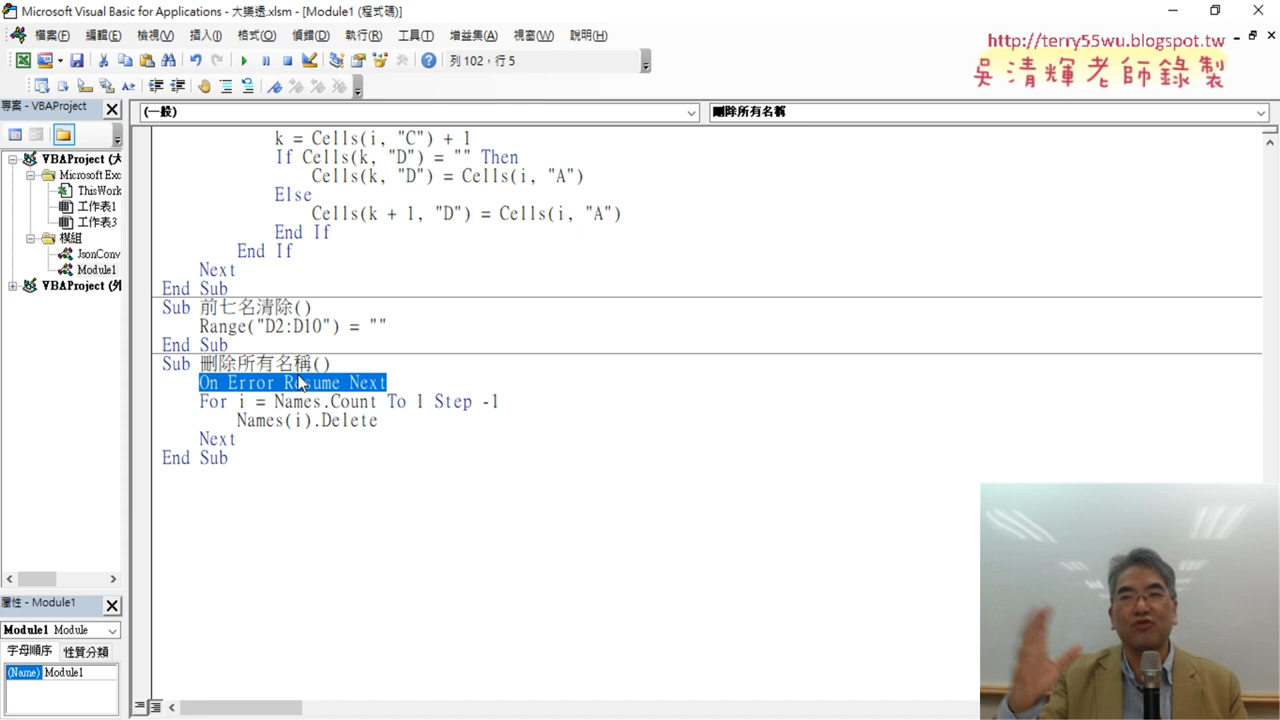 Microsoft Visual Basic for Applications - 大樂透.xlsm - [Module1 (程式碼)]
檔案(F) 編輯(E) 檢視(V) 插入(I) 格式(O) 偵錯(D) 執行(R) 工具(T) 增益集(A) 視窗(W) 說明(H)
http://terry55wu.blogspot.tw
吳清輝老師錄製
列 102，行 5
專案 - VBAProject
(一般)
刪除所有名稱
VBAProject (大
Microsoft Exc
ThisWork
工作表1
工作表3
模組
JsonConv
Module1
VBAProject (外
k = Cells(i, "C") + 1
If Cells(k, "D") = "" Then
Cells(k, "D") = Cells(i, "A")
Else
Cells(k + 1, "D") = Cells(i, "A")
End If
End If
Next
End Sub
Sub 前七名清除()
Range("D2:D10") = ""
End Sub
Sub 刪除所有名稱()
On Error Resume Next
For i = Names.Count To 1 Step -1
Names(i).Delete
Next
End Sub
屬性 - Module1
Module1 Module
字母順序 性質分類
(Name) Module1